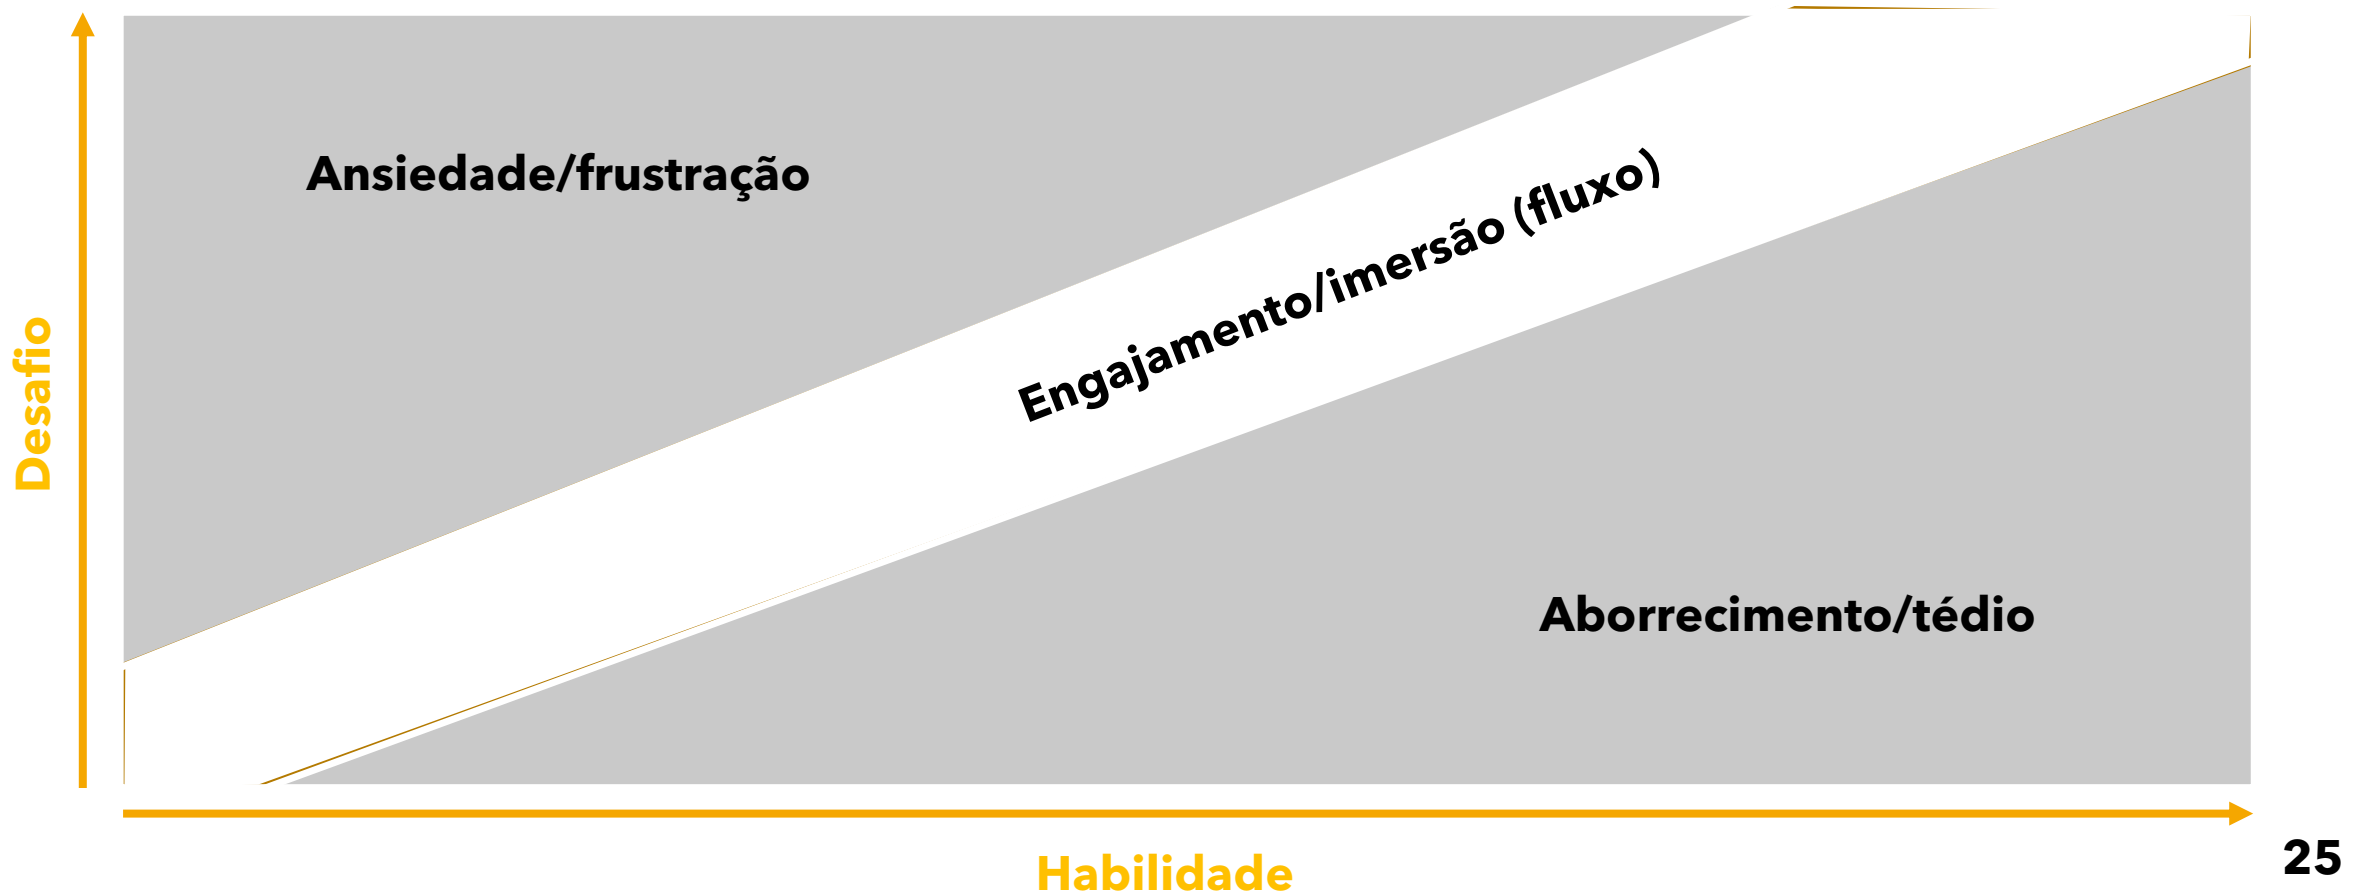 Ansiedade/frustração
Engajamento/imersão (fluxo)
Desafio
Aborrecimento/tédio
Habilidade
25